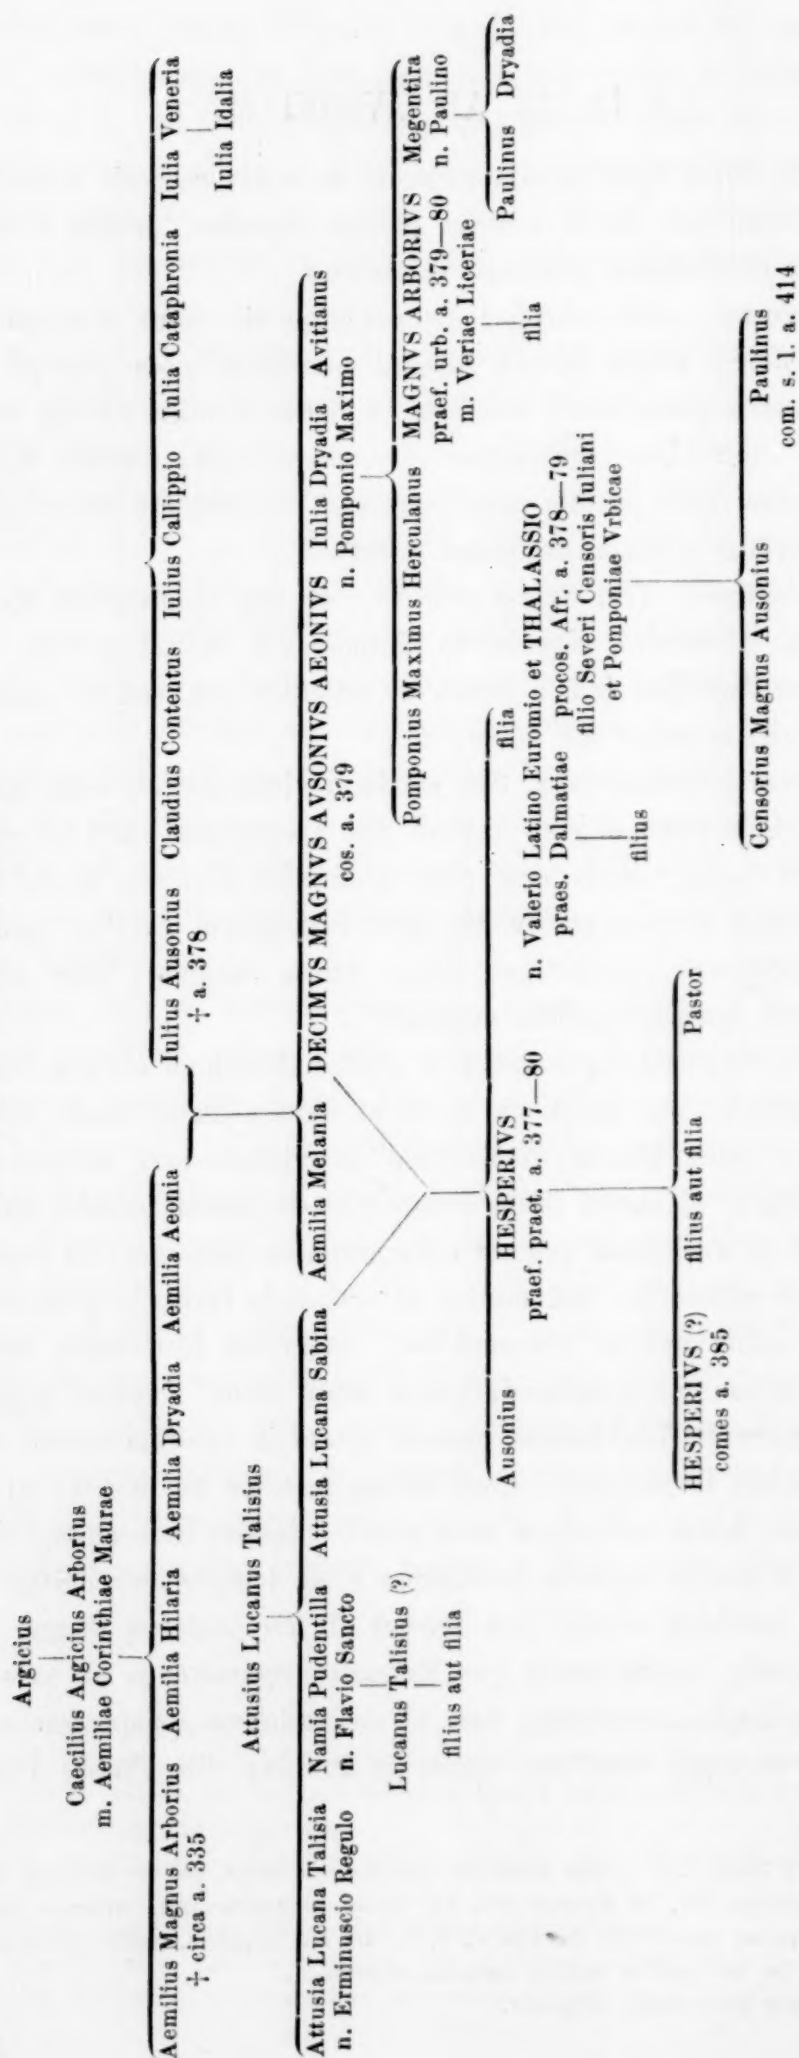 Argicius
Caecilius Argicius Arborius
m. Aemiliae Corinthiae Maurae
Aemilius Magnus Arborius Aemilia Hilaria Aemilia Dryadia Aemilia Aeonia
† circa a. 335
Iulius Ausonius Claudius Contentus Iulius Callippio Iulia Cataphronia Iulia Veneria
† a. 378
Iulia Idalia
Attusius Lucanus Talisius
Attusia Lucana Talisia Namia Pudentilla Attusia Lucana Sabina
n. Erminuscio Regulo n. Flavio Sancto
Lucanus Talisius (?)
filius aut filia
Aemilia Melania DECIMVS MAGNVS AVSONIVS AEONIVS Iulia Dryadia Avitianus
cos. a. 379 n. Pomponio Maximo
Pomponius Maximus Herculanus MAGNVS ARBORIVS Megentira
praef. urb. a. 379—80 n. Paulino
m. Veriae Liceriae
filia
Paulinus Dryadia
Ausonius HESPERIVS filia
praef. praet. a. 377—80 n. Valerio Latino Euromio et THALASSIO
praes. Dalmatiae procos. Afr. a. 378—79
filio Severi Censoris Iuliani
et Pomponiae Vrbicae
filius
HESPERIVS (?) filius aut filia Pastor
comes a. 385
Censorius Magnus Ausonius Paulinus
com. s. l. a. 414